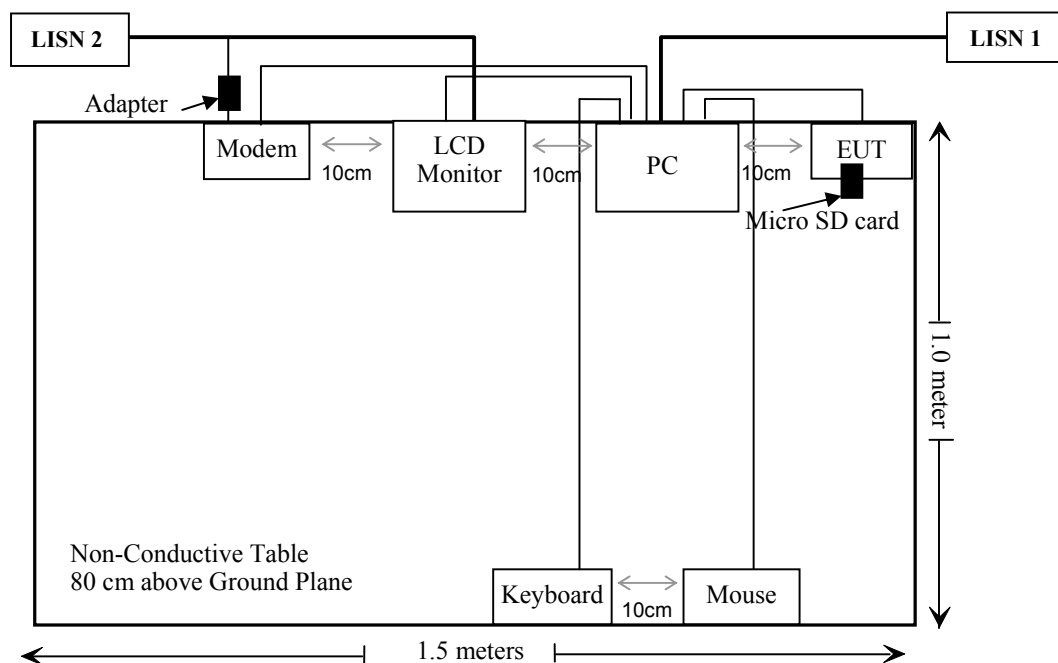 LISN 2
LISN 1
Adapter
Modem
LCD
Monitor
PC
EUT
10cm
10cm
10cm
Micro SD card
1.0 meter
Non-Conductive Table
80 cm above Ground Plane
Keyboard
10cm
Mouse
1.5 meters